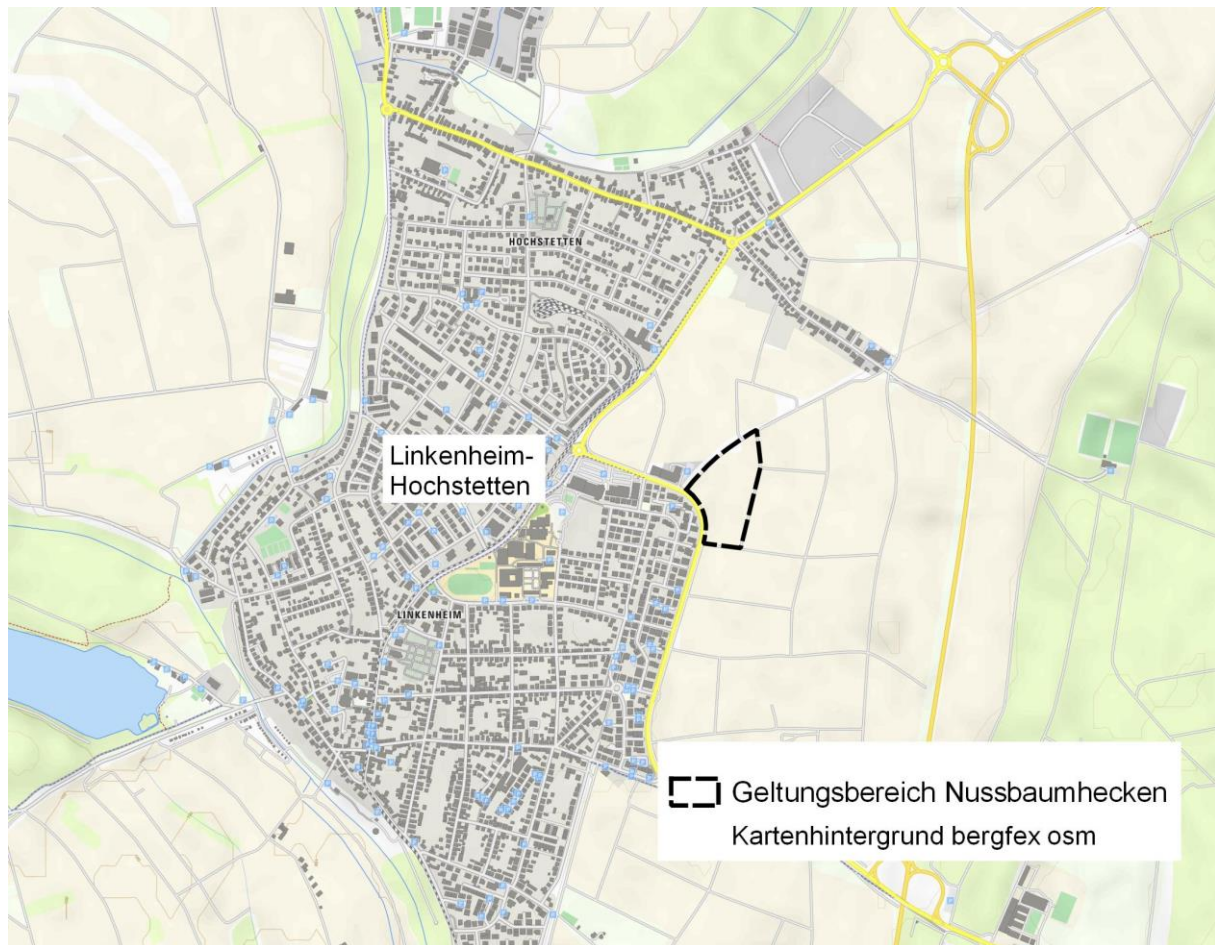 HOCHSTETTEN
Linkenheim-
Hochstetten
LINKENHEIM
Geltungsbereich Nussbaumhecken
Kartenhintergrund bergfex osm